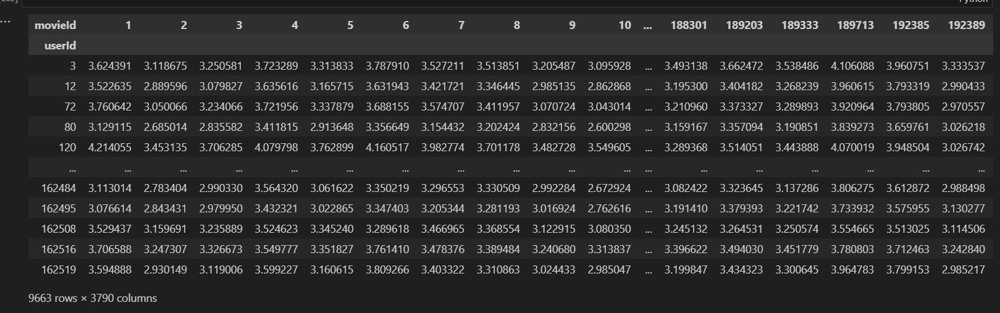 Python
...
movieId 1 2 3 4 5 6 7 8 9 10 ... 188301 189203 189333 189713 192385 192389
userId
3 3.624391 3.118675 3.250581 3.723289 3.313833 3.787910 3.527211 3.513851 3.205487 3.095928 ... 3.493138 3.662472 3.538486 4.106088 3.960751 3.333537
12 3.522635 2.889596 3.079827 3.635616 3.165715 3.631943 3.421721 3.346445 2.985135 2.862868 ... 3.195300 3.404182 3.268239 3.960615 3.793319 2.990433
72 3.760642 3.050066 3.234066 3.721956 3.337879 3.688155 3.574707 3.411957 3.070724 3.043014 ... 3.210960 3.373327 3.289893 3.920964 3.793805 2.970557
80 3.129115 2.685014 2.835582 3.411815 2.913648 3.356649 3.154432 3.202424 2.832156 2.600298 ... 3.159167 3.357094 3.190851 3.839273 3.659761 3.026218
120 4.214055 3.453135 3.706285 4.079798 3.762899 4.160517 3.982774 3.701178 3.482728 3.549605 ... 3.289368 3.514051 3.443888 4.070019 3.948504 3.026742
... ... ... ... ... ... ... ... ... ... ... ... ... ... ... ... ... ...
162484 3.113014 2.783404 2.990330 3.564320 3.061622 3.350219 3.296553 3.330509 2.992284 2.672924 ... 3.082422 3.323645 3.137286 3.806275 3.612872 2.988498
162495 3.076614 2.843431 2.979950 3.432321 3.022865 3.347403 3.205344 3.281193 3.016924 2.762616 ... 3.191410 3.379393 3.221742 3.733932 3.575955 3.130277
162508 3.529437 3.159691 3.235889 3.524623 3.345240 3.289618 3.466965 3.368554 3.122915 3.080350 ... 3.245132 3.264531 3.250574 3.554665 3.513025 3.114506
162516 3.706588 3.247307 3.326673 3.549777 3.351827 3.761410 3.478376 3.389484 3.240680 3.313837 ... 3.396622 3.494030 3.451779 3.780803 3.712463 3.242840
162519 3.594888 2.930149 3.119006 3.599227 3.160615 3.809266 3.403322 3.310863 3.024433 2.985047 ... 3.199847 3.434323 3.300645 3.964783 3.799153 2.985217
9663 rows × 3790 columns